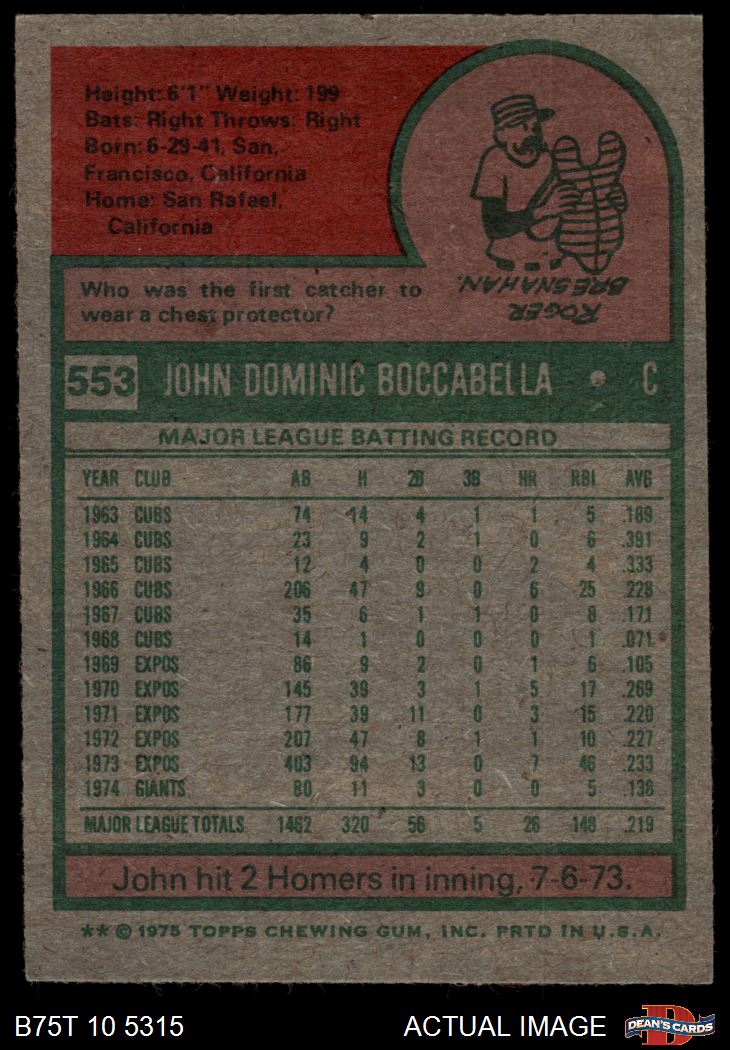 Height: 6'1" Weight: 199
Bats: Right Throws: Right
Born: 6-29-41, San,
Francisco, California
Home: San Rafael,
California
Who was the first catcher to
wear a chest protector?
ROGER
BRESNAHAN.
553 JOHN DOMINIC BOCCABELLA • C
MAJOR LEAGUE BATTING RECORD
YEAR CLUB AB H 2B 3B HR RBI AVG
1963 CUBS 74 14 4 1 1 5 .189
1964 CUBS 23 9 2 1 0 6 .391
1965 CUBS 12 4 0 0 2 4 .333
1966 CUBS 206 47 9 0 6 25 .228
1967 CUBS 35 6 1 1 0 8 .171
1968 CUBS 14 1 0 0 0 1 .071
1969 EXPOS 86 9 2 0 1 6 .105
1970 EXPOS 145 39 3 1 5 17 .269
1971 EXPOS 177 39 11 0 3 15 .220
1972 EXPOS 207 47 8 1 1 10 .227
1973 EXPOS 403 94 13 0 7 46 .233
1974 GIANTS 80 11 3 0 0 5 .138
MAJOR LEAGUE TOTALS 1462 320 56 5 26 148 .219
John hit 2 Homers in inning, 7-6-73.
** © 1975 TOPPS CHEWING GUM, INC. PRTD IN U.S.A.
B75T 10 5315 ACTUAL IMAGE D DEAN'S CARDS